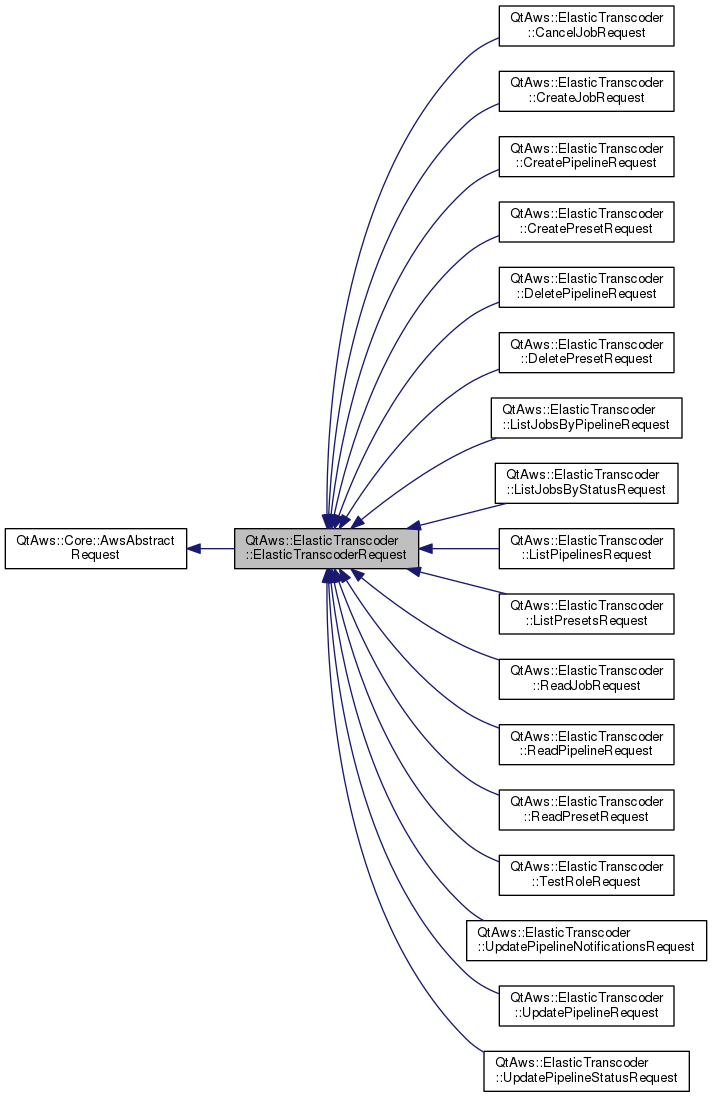 QtAws::ElasticTranscoder
::CancelJobRequest
QtAws::ElasticTranscoder
::CreateJobRequest
QtAws::ElasticTranscoder
::CreatePipelineRequest
QtAws::ElasticTranscoder
::CreatePresetRequest
QtAws::ElasticTranscoder
::DeletePipelineRequest
QtAws::ElasticTranscoder
::DeletePresetRequest
QtAws::ElasticTranscoder
::ListJobsByPipelineRequest
QtAws::ElasticTranscoder
::ListJobsByStatusRequest
QtAws::Core::AwsAbstract
Request
QtAws::ElasticTranscoder
::ElasticTranscoderRequest
QtAws::ElasticTranscoder
::ListPipelinesRequest
QtAws::ElasticTranscoder
::ListPresetsRequest
QtAws::ElasticTranscoder
::ReadJobRequest
QtAws::ElasticTranscoder
::ReadPipelineRequest
QtAws::ElasticTranscoder
::ReadPresetRequest
QtAws::ElasticTranscoder
::TestRoleRequest
QtAws::ElasticTranscoder
::UpdatePipelineNotificationsRequest
QtAws::ElasticTranscoder
::UpdatePipelineRequest
QtAws::ElasticTranscoder
::UpdatePipelineStatusRequest